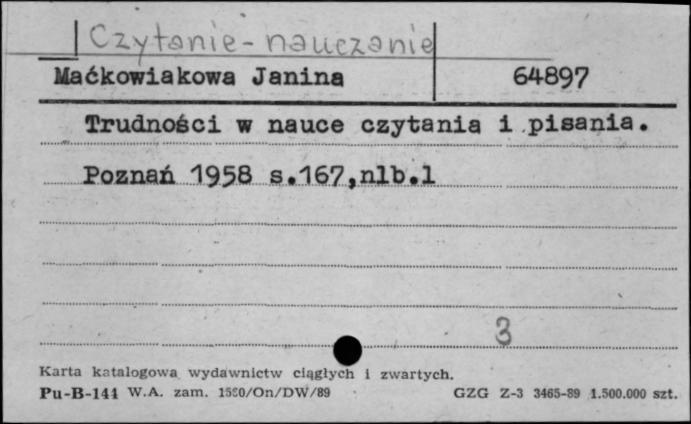 Czytanie - nauczanie
Maćkowiakowa Janina 64897
Trudności w nauce czytania i pisania.
Poznań 1958 s.167,nlb.1
3
Karta katalogowa wydawnictw ciągłych i zwartych.
Pu-B-144 W.A. zam. 1580/On/DW/89 GZG Z-3 3465-89 1.500.000 szt.